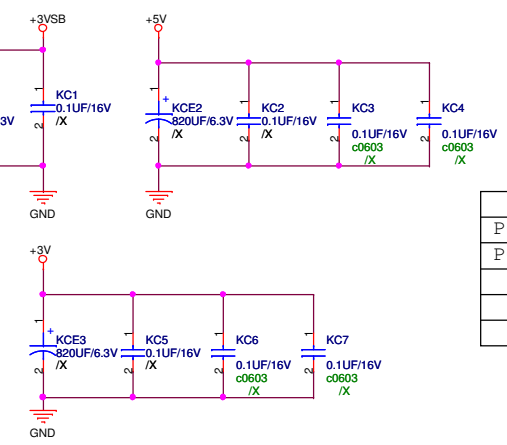 +3VSB
1
KC1
0.1UF/16V
3V
2
/X
GND
+5V
1
+
KCE2
820UF/6.3V
2
/X
GND
1
KC2
0.1UF/16V
2
/X
1
KC3
2
0.1UF/16V
c0603
/X
1
KC4
2
0.1UF/16V
c0603
/X
P
P
+3V
1
+
KCE3
820UF/6.3V
2
/X
GND
1
KC5
0.1UF/16V
2
/X
1
KC6
2
0.1UF/16V
c0603
/X
1
KC7
2
0.1UF/16V
c0603
/X